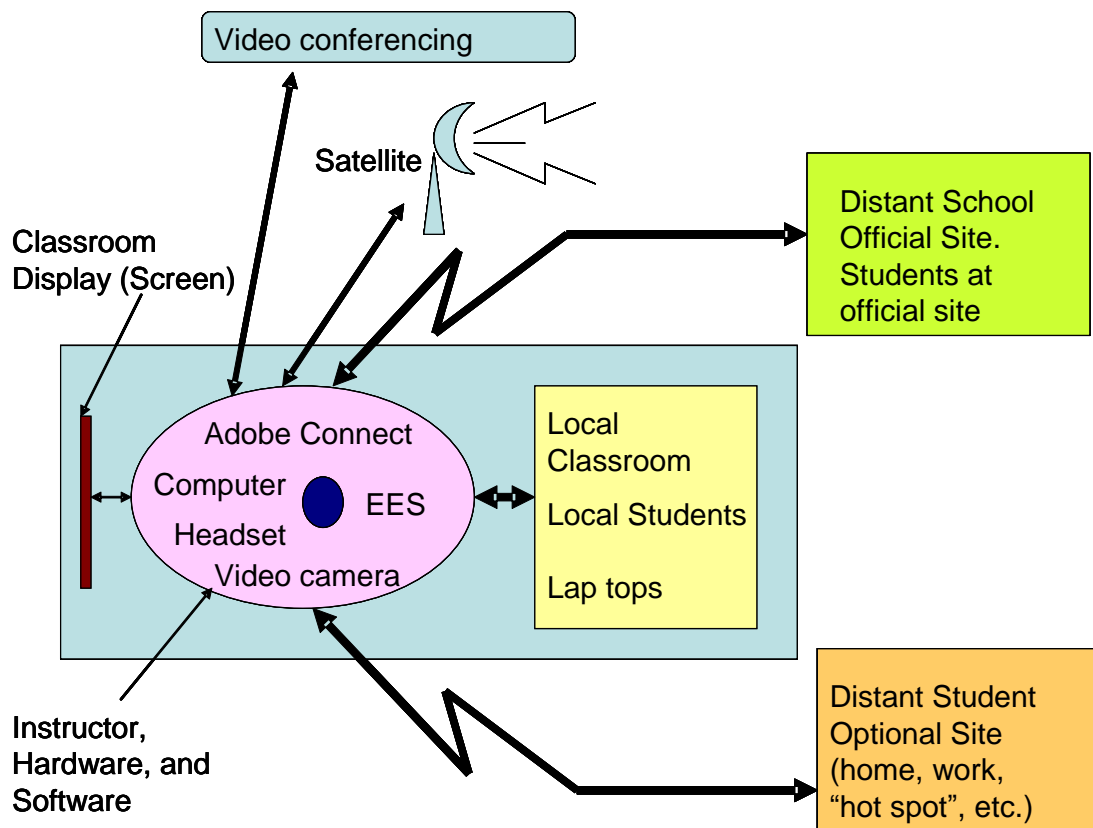 Video conferencing
Satellite
Distant School
Official Site.
Students at
official site
Classroom
Display (Screen)
Adobe Connect
Computer
EES
Headset
Video camera
Local
Classroom
Local Students
Lap tops
Instructor,
Hardware, and
Software
Distant Student
Optional Site
(home, work,
“hot spot”, etc.)